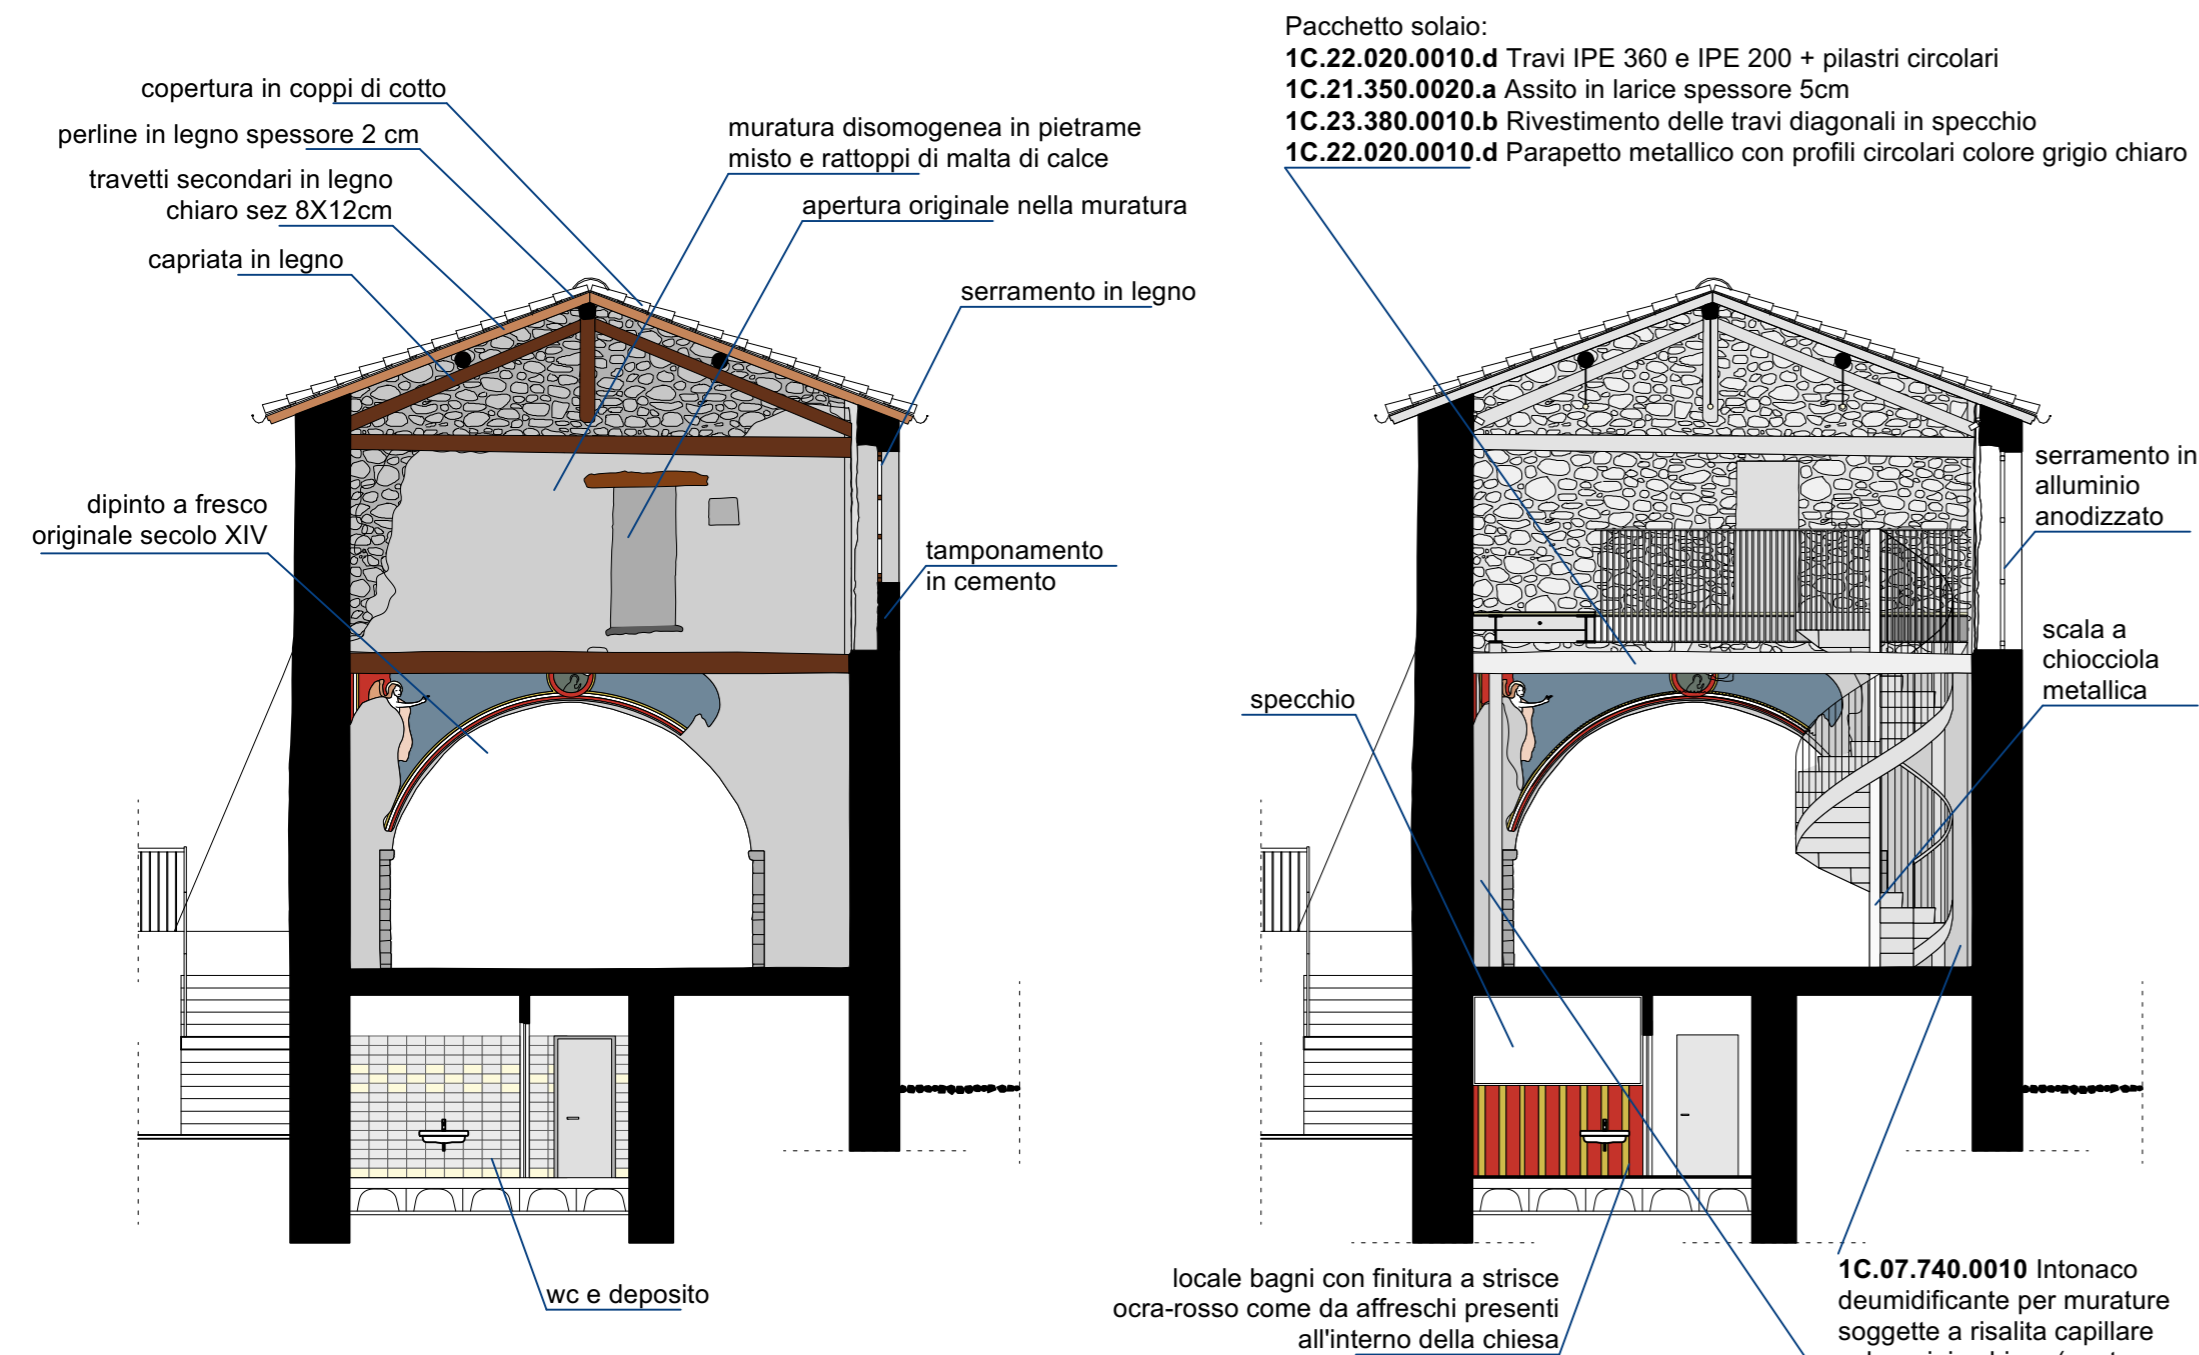 copertura in coppi di cotto
perline in legno spessore 2 cm
travetti secondari in legno
chiaro sez 8X12cm
capriata in legno
muratura disomogenea in pietrame
misto e rattoppi di malta di calce
apertura originale nella muratura
serramento in legno
dipinto a fresco
originale secolo XIV
tamponamento
in cemento
wc e deposito
Pacchetto solaio:
1C.22.020.0010.d Travi IPE 360 e IPE 200 + pilastri circolari
1C.21.350.0020.a Assito in larice spessore 5cm
1C.23.380.0010.b Rivestimento delle travi diagonali in specchio
1C.22.020.0010.d Parapetto metallico con profili circolari colore grigio chiaro
serramento in
alluminio
anodizzato
scala a
chiocciola
metallica
specchio
locale bagni con finitura a strisce
ocra-rosso come da affreschi presenti
all'interno della chiesa
1C.07.740.0010 Intonaco
deumidificante per murature
soggette a risalita capillare